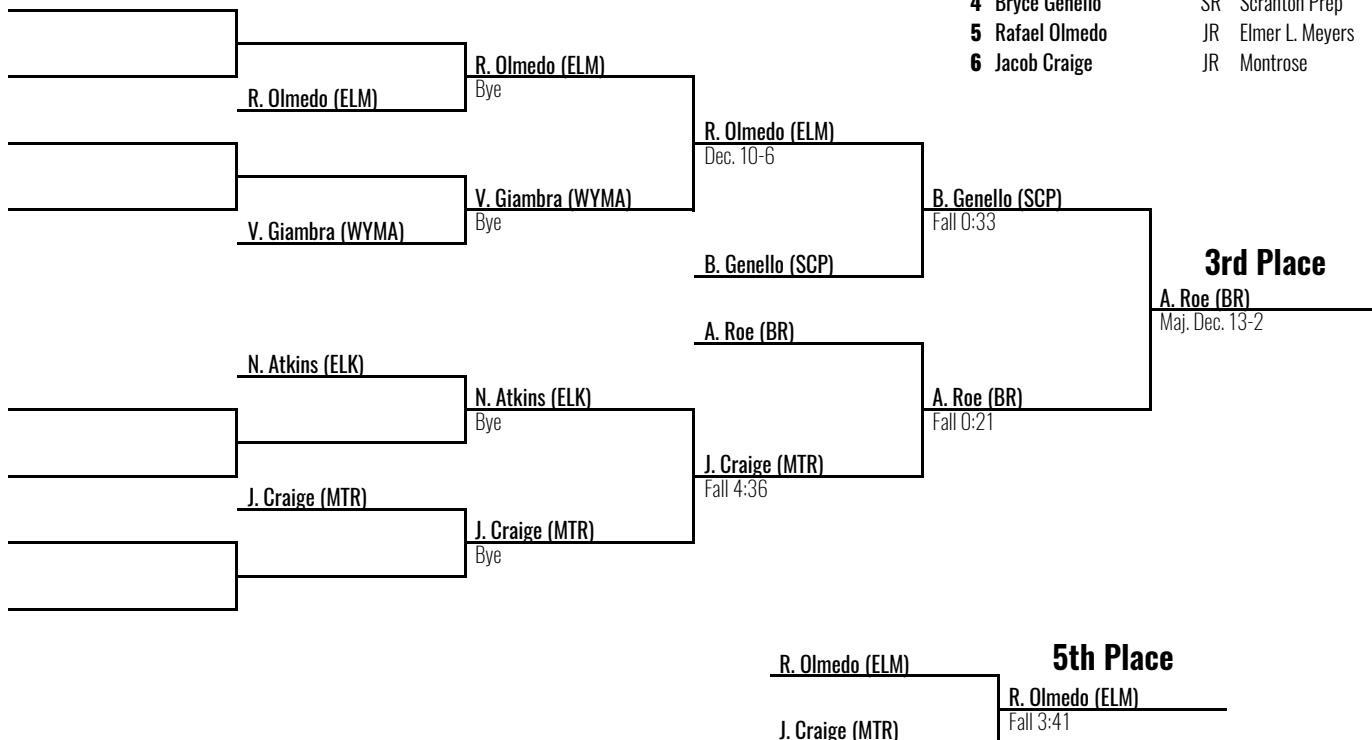 4 Bryce Genello SR Scranton Prep
5 Rafael Olmedo JR Elmer L. Meyers
6 Jacob Craige JR Montrose
R. Olmedo (ELM)
Bye
R. Olmedo (ELM)
R. Olmedo (ELM)
Dec. 10-6
V. Giambra (WYMA)
Bye
V. Giambra (WYMA)
B. Genello (SCP)
Fall 0:33
B. Genello (SCP)
3rd Place
A. Roe (BR)
Maj. Dec. 13-2
A. Roe (BR)
N. Atkins (ELK)
N. Atkins (ELK)
Bye
A. Roe (BR)
Fall 0:21
J. Craige (MTR)
Fall 4:36
J. Craige (MTR)
J. Craige (MTR)
Bye
5th Place
R. Olmedo (ELM)
R. Olmedo (ELM)
Fall 3:41
J. Craige (MTR)